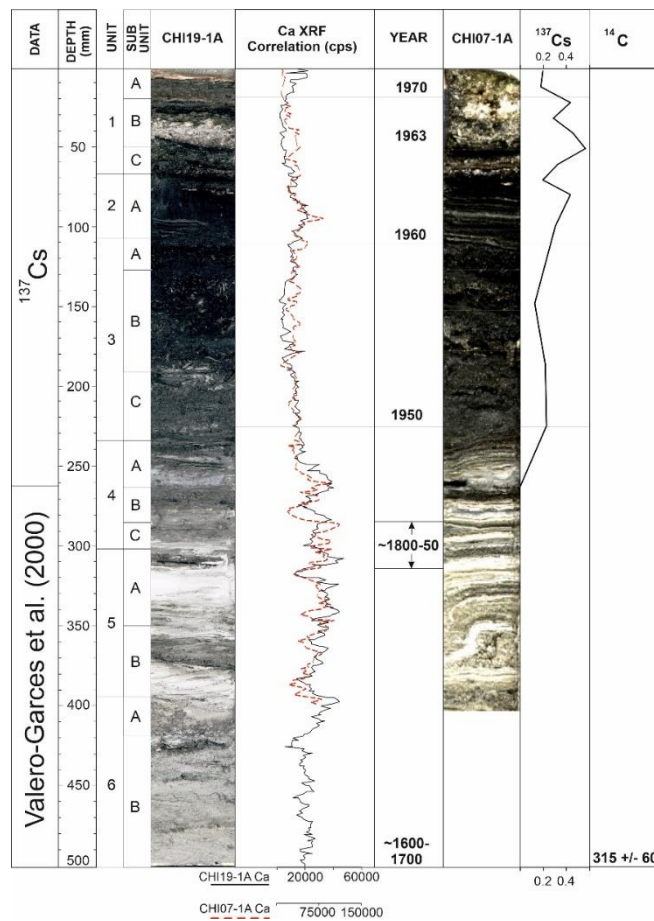 DATA
DEPTH (mm)
UNIT
SUB UNIT
CHI19-1A
Ca XRF Correlation (cps)
YEAR
CHI07-1A
137Cs
0.2 0.4
14C
137Cs
Valero-Garces et al. (2000)
50
100
150
200
250
300
350
400
450
500
1
2
3
4
5
6
A
B
C
A
A
B
C
A
B
C
A
B
A
B
1970
1963
1960
1950
~1800-50
~1600-1700
315 +/- 60
CHI19-1A Ca
20000 60000
0.2 0.4
CHI07-1A Ca
75000 150000